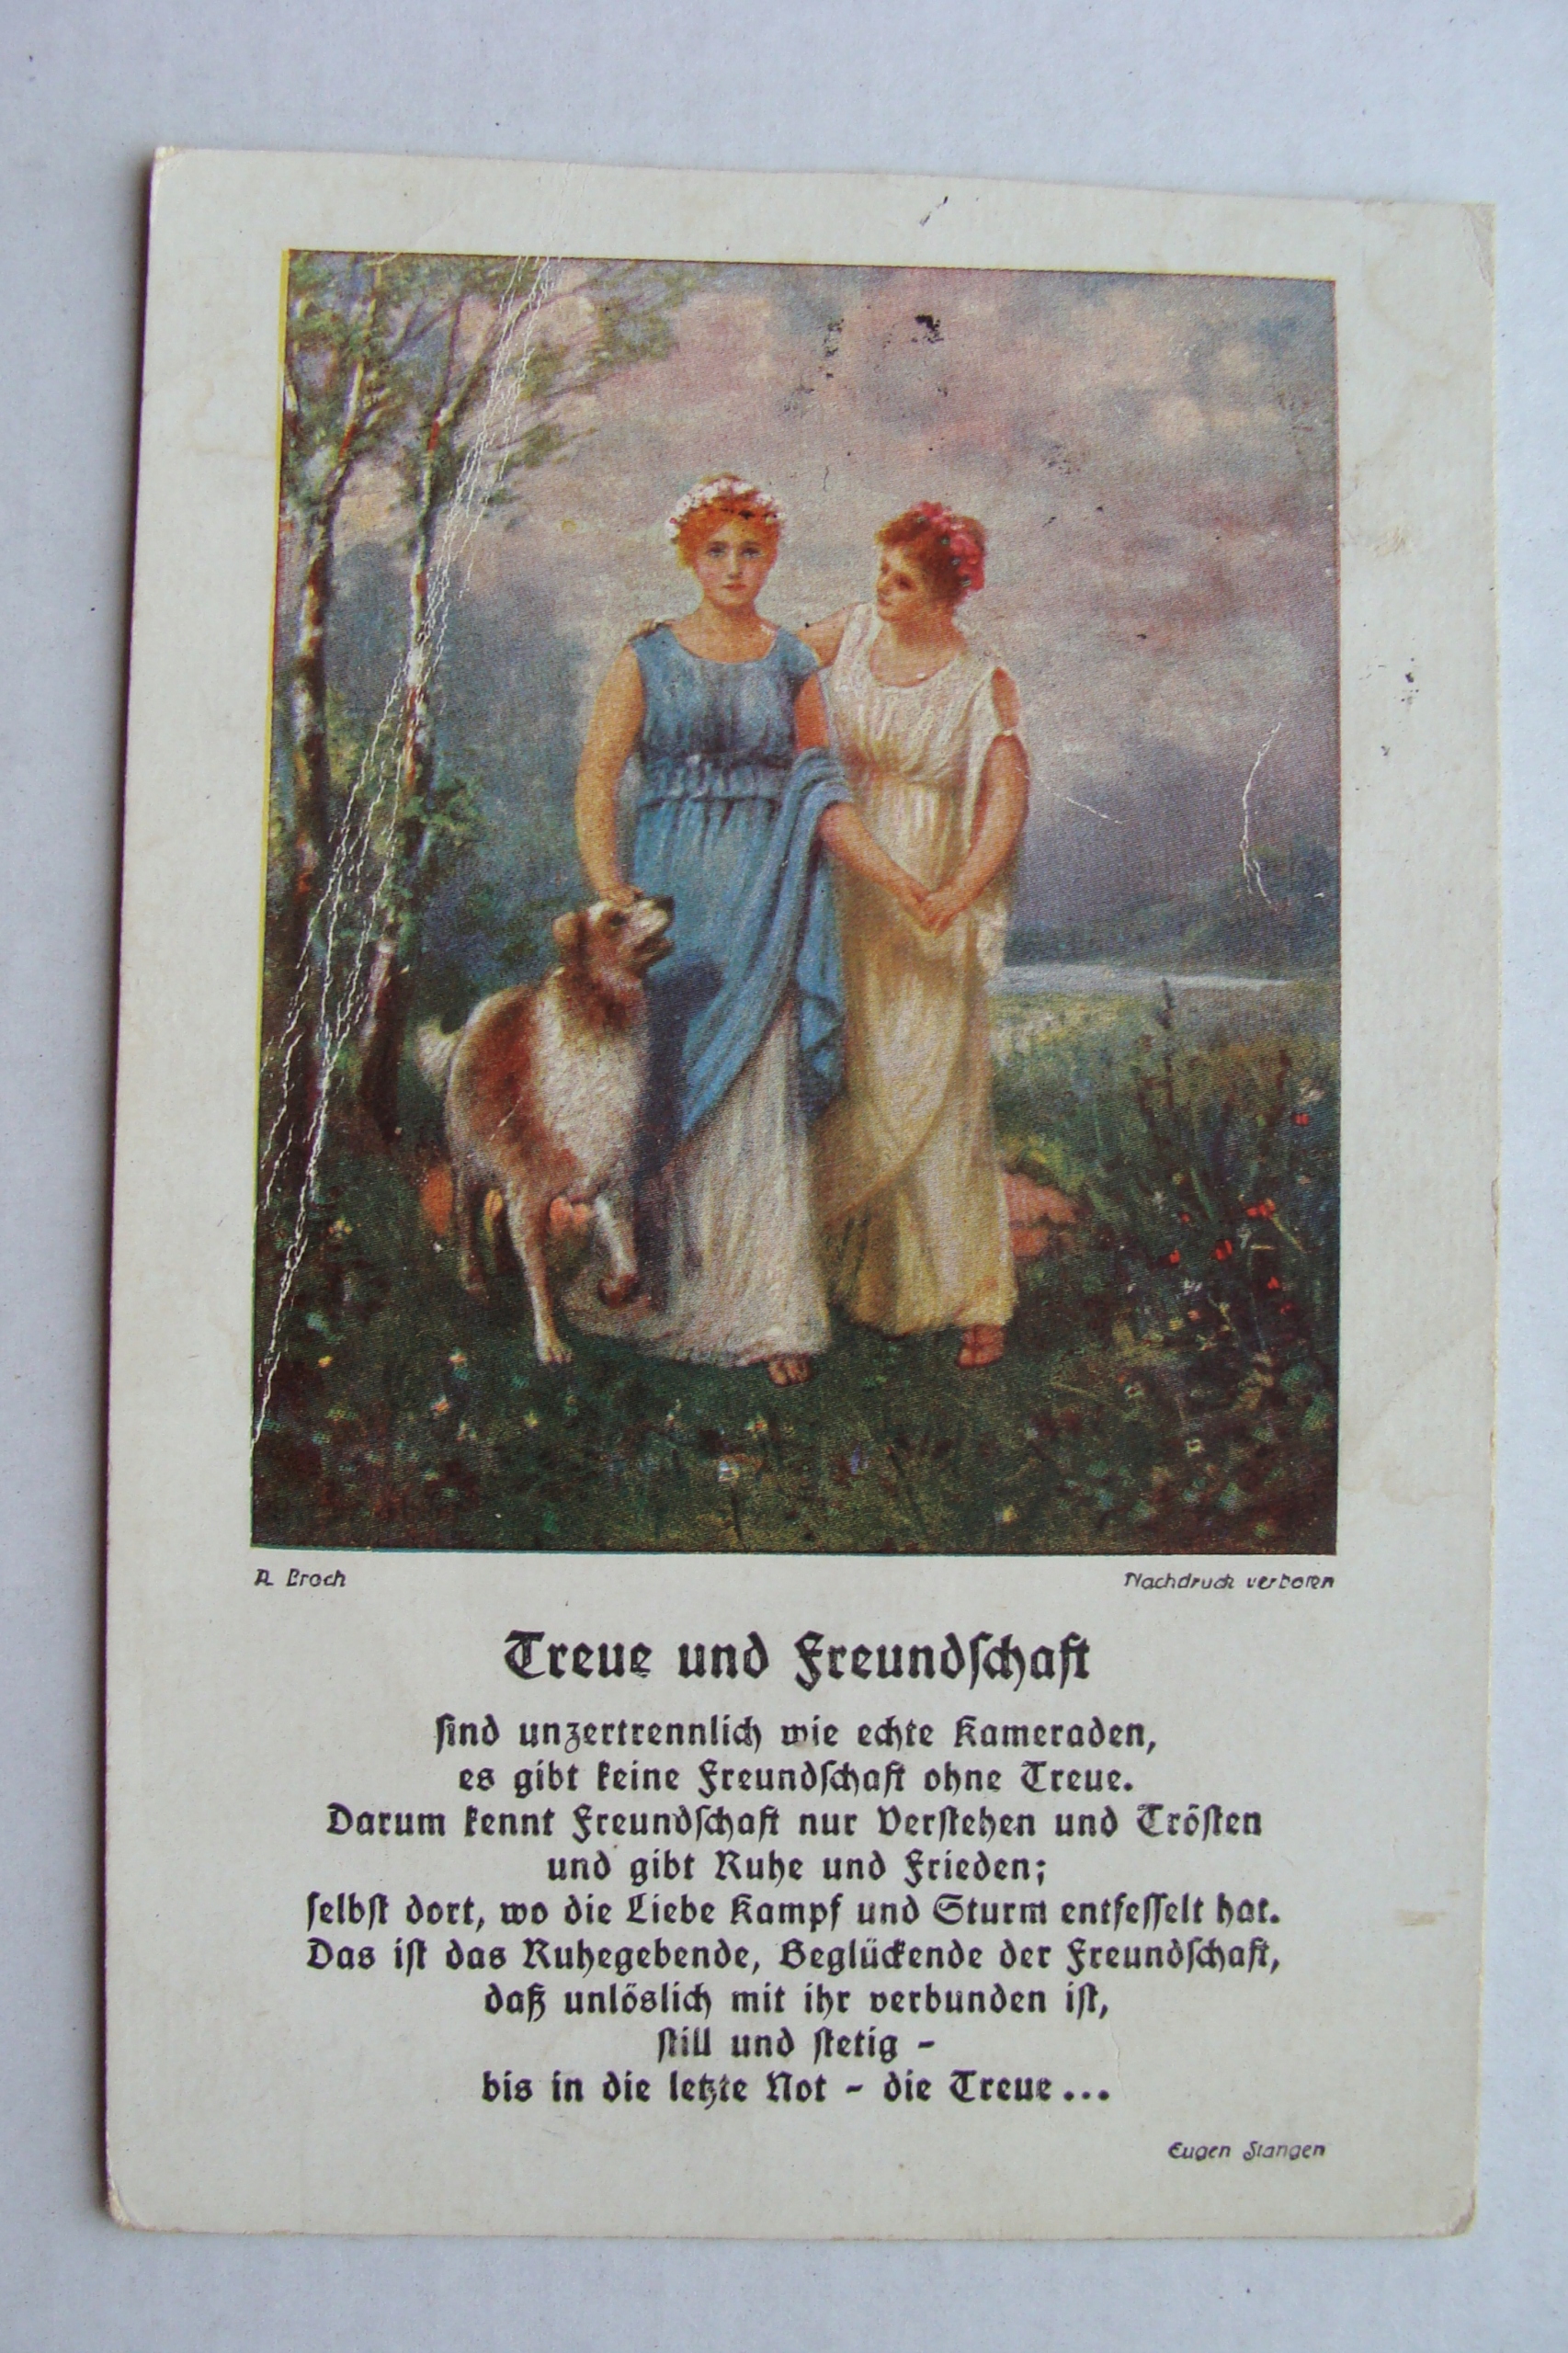 A. Broch
Nachdruck verboten
Treue und Freundschaft
sind unzertrennlich wie echte Kameraden,
es gibt keine Freundschaft ohne Treue.
Darum kennt Freundschaft nur Verstehen und Trösten
und gibt Ruhe und Frieden;
selbst dort, wo die Liebe Kampf und Sturm entfesselt hat.
Das ist das Ruhegebende, Beglückende der Freundschaft,
daß unlöslich mit ihr verbunden ist,
still und stetig -
bis in die letzte Not - die Treue...
Eugen Stangen